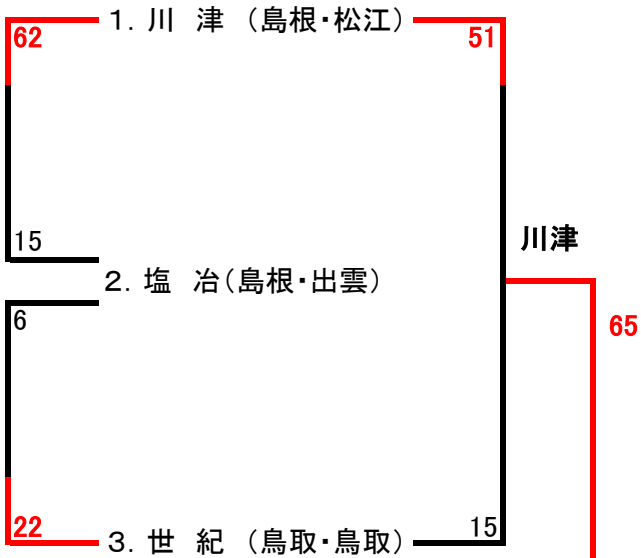 1. 川　津　（島根・松江）
62
51
15
川津
2. 塩　冶（島根・出雲）
6
65
22
15
3. 世　紀　（鳥取・鳥取）